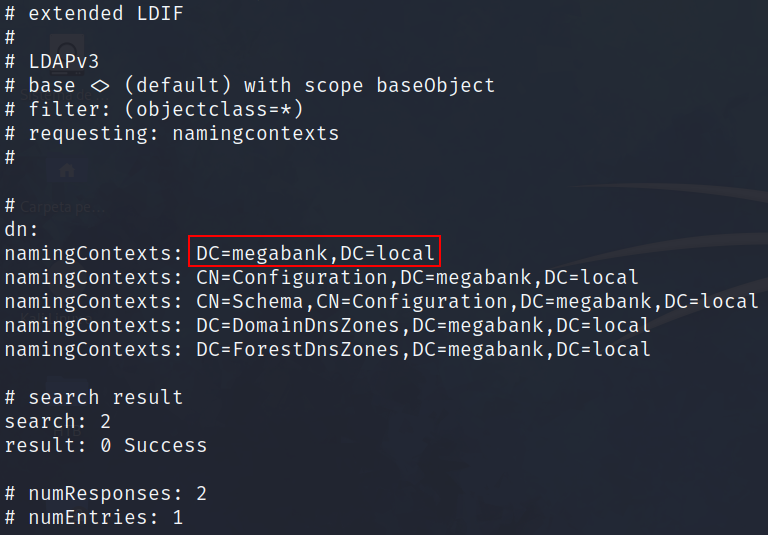 # extended LDIF
#
# LDAPv3
# base <> (default) with scope baseObject
# filter: (objectclass=*)
# requesting: namingcontexts
#
#
Carpeta pe...
dn:
namingContexts: DC=megabank,DC=local
namingContexts: CN=Configuration,DC=megabank,DC=local
namingContexts: CN=Schema,CN=Configuration,DC=megabank,DC=local
namingContexts: DC=DomainDnsZones,DC=megabank,DC=local
namingContexts: DC=ForestDnsZones,DC=megabank,DC=local
# search result
search: 2
result: 0 Success
# numResponses: 2
# numEntries: 1